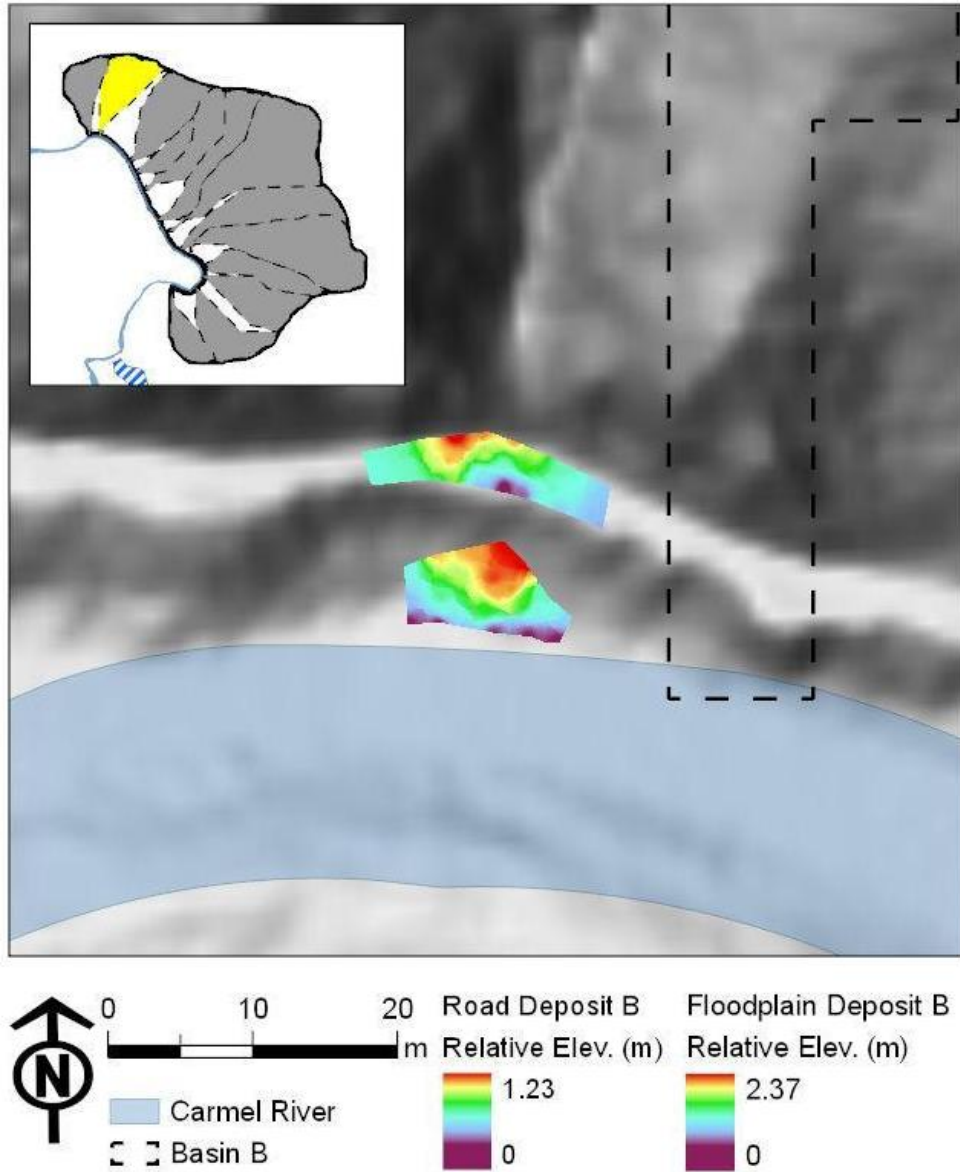 0 10 20
m
N
Carmel River
Basin B
Road Deposit B
Relative Elev. (m)
1.23
0
Floodplain Deposit B
Relative Elev. (m)
2.37
0